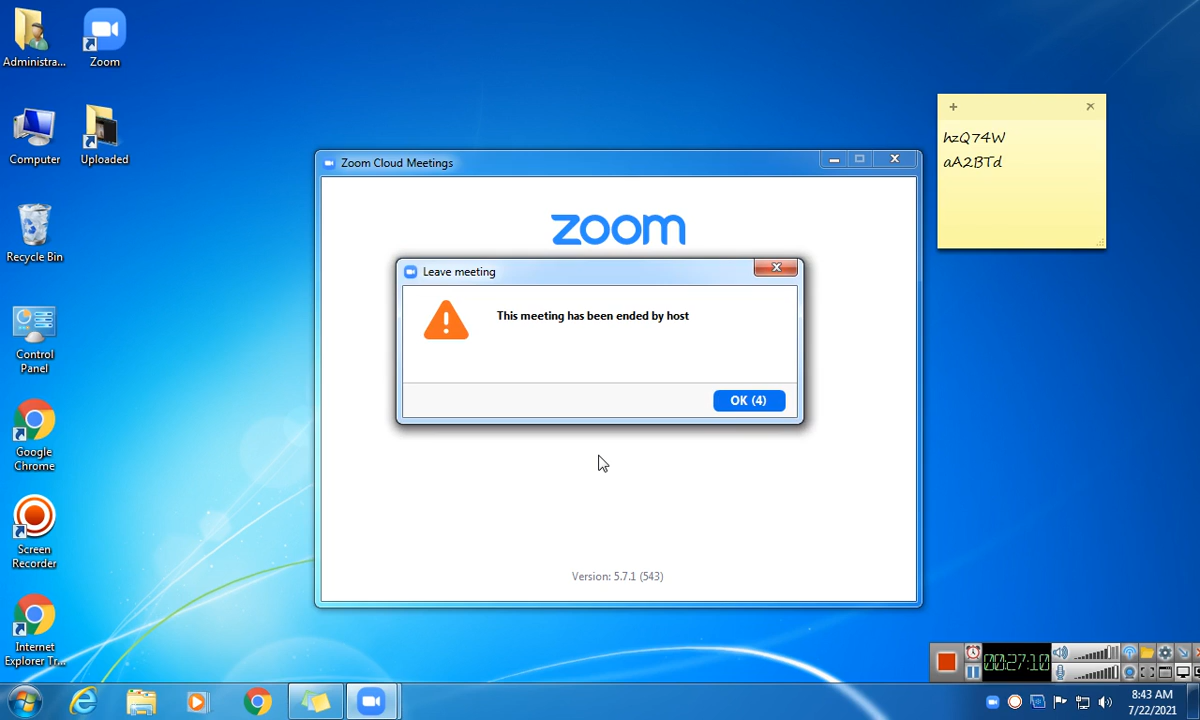 Administra...
Zoom
Computer
Uploaded
Recycle Bin
Control
Panel
Google
Chrome
Screen
Recorder
Internet
Explorer Tr...
Zoom Cloud Meetings
zoom
Leave meeting
This meeting has been ended by host
OK (4)
Version: 5.7.1 (543)
hzQ74W
aA2BTd
00:27:10
8:43 AM
7/22/2021